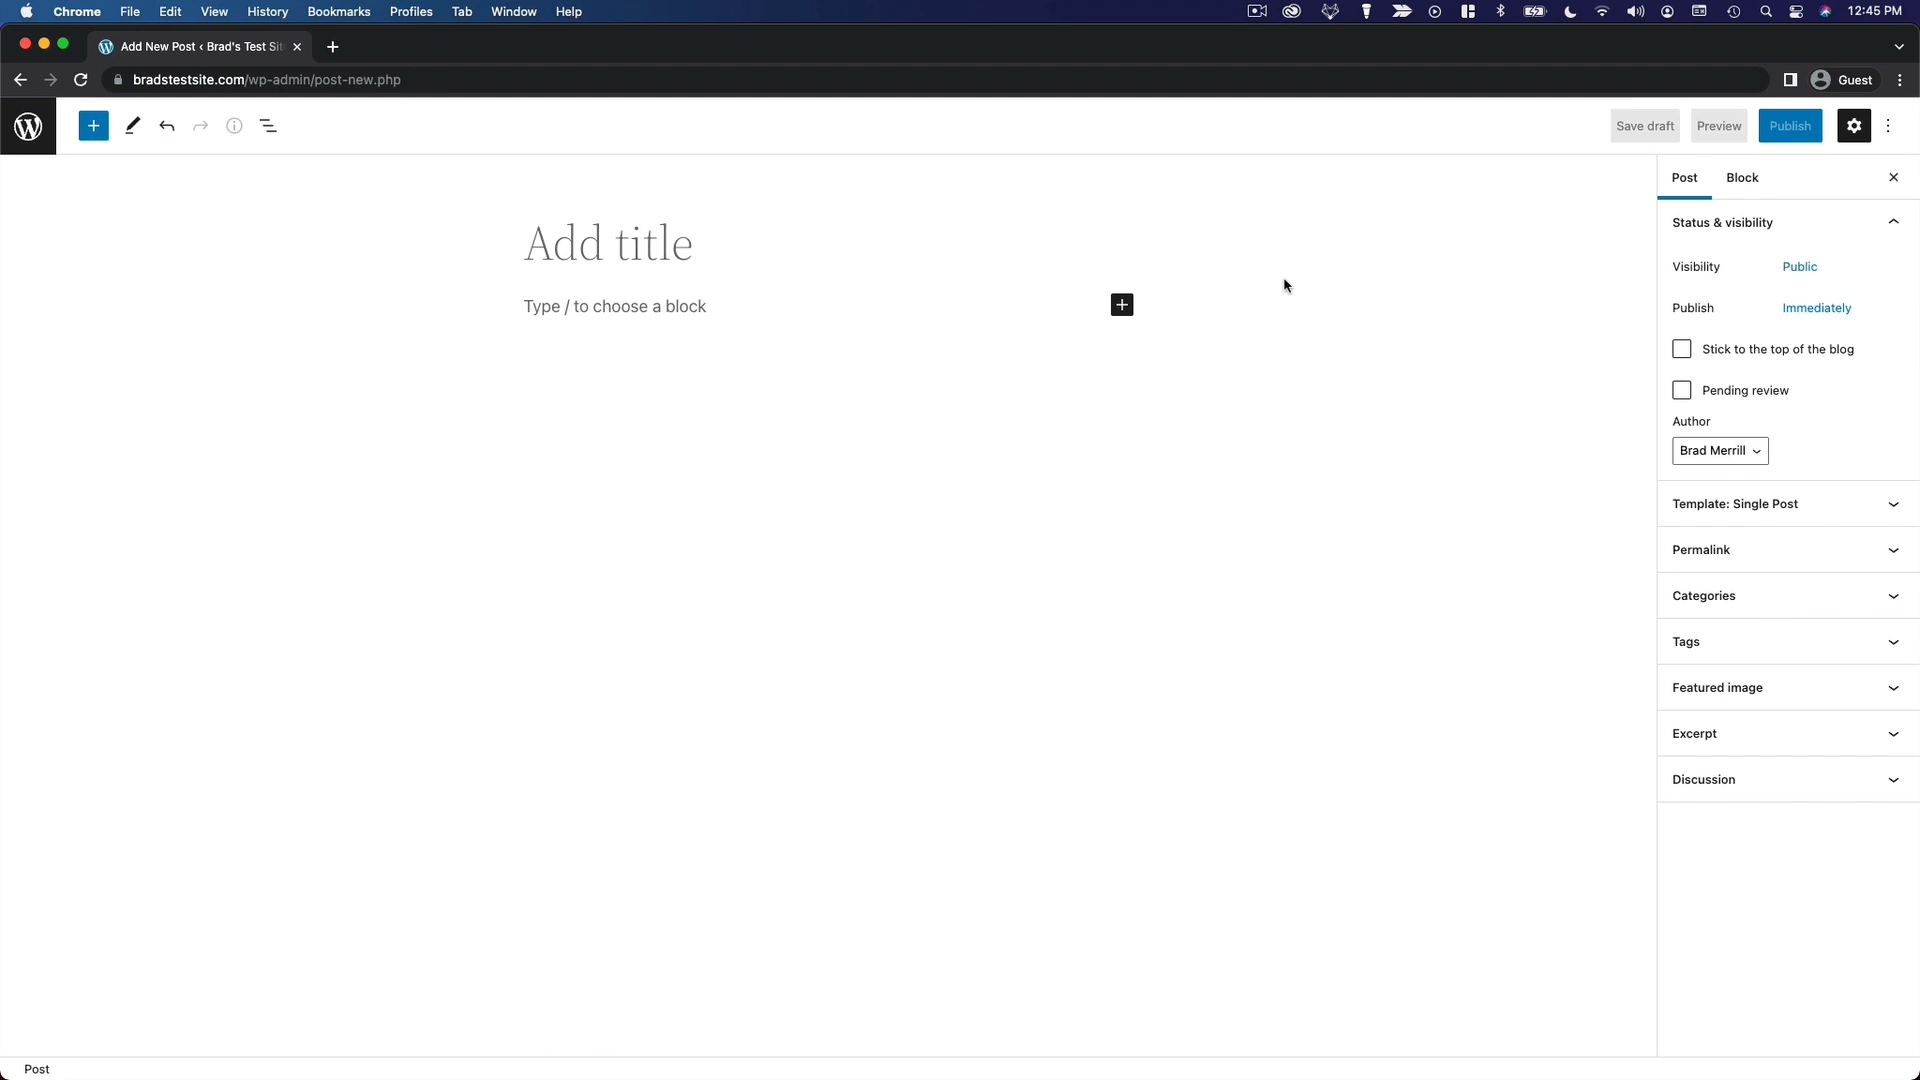 Chrome File Edit View History Bookmarks Profiles Tab Window Help 12:45 PM
Add New Post ‹ Brad's Test Sit
bradstestsite.com/wp-admin/post-new.php Guest
Save draft Preview Publish
Post Block
Status & visibility
Add title
Visibility Public
Type / to choose a block
Publish Immediately
Stick to the top of the blog
Pending review
Author
Brad Merrill
Template: Single Post
Permalink
Categories
Tags
Featured image
Excerpt
Discussion
Post